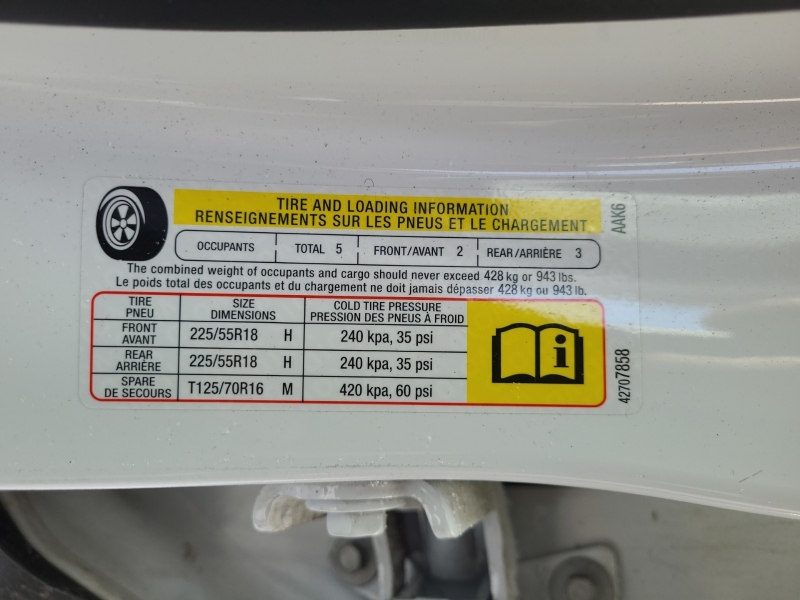 TIRE AND LOADING INFORMATION
RENSEIGNEMENTS SUR LES PNEUS ET LE CHARGEMENT
AAK6
OCCUPANTS TOTAL 5 FRONT/AVANT 2 REAR/ARRIÈRE 3
The combined weight of occupants and cargo should never exceed 428 kg or 943 lbs.
Le poids total des occupants et du chargement ne doit jamais dépasser 428 kg ou 943 lb.
TIRE SIZE COLD TIRE PRESSURE
PNEU DIMENSIONS PRESSION DES PNEUS À FROID
FRONT
AVANT 225/55R18 H 240 kpa, 35 psi
REAR
ARRIÈRE 225/55R18 H 240 kpa, 35 psi
SPARE
DE SECOURS T125/70R16 M 420 kpa, 60 psi
i
42707858